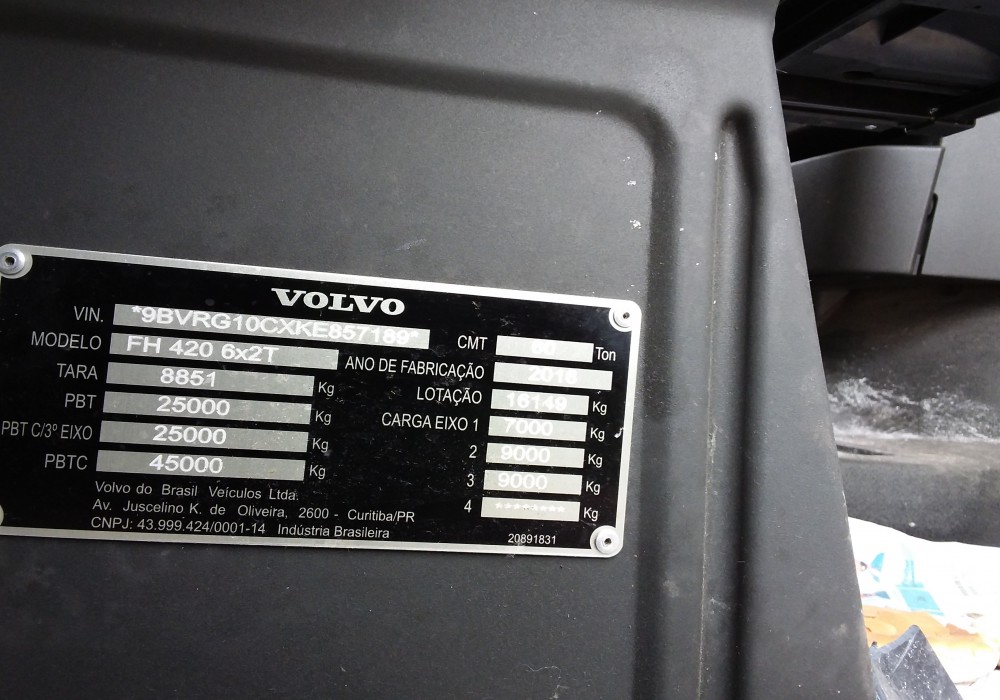 VOLVO
VIN. *9BVRG10CXKE857189*
MODELO FH 420 6x2T
TARA 8851 Kg
PBT 25000 Kg
PBT C/3º EIXO 25000 Kg
PBTC 45000 Kg
CMT Ton
ANO DE FABRICAÇÃO 2018
LOTAÇÃO 16149 Kg
CARGA EIXO 1 7000 Kg
2 9000 Kg
3 9000 Kg
4 ******** Kg
Volvo do Brasil Veículos Ltda.
Av. Juscelino K. de Oliveira, 2600 - Curitiba/PR
CNPJ: 43.999.424/0001-14 Indústria Brasileira
20891831